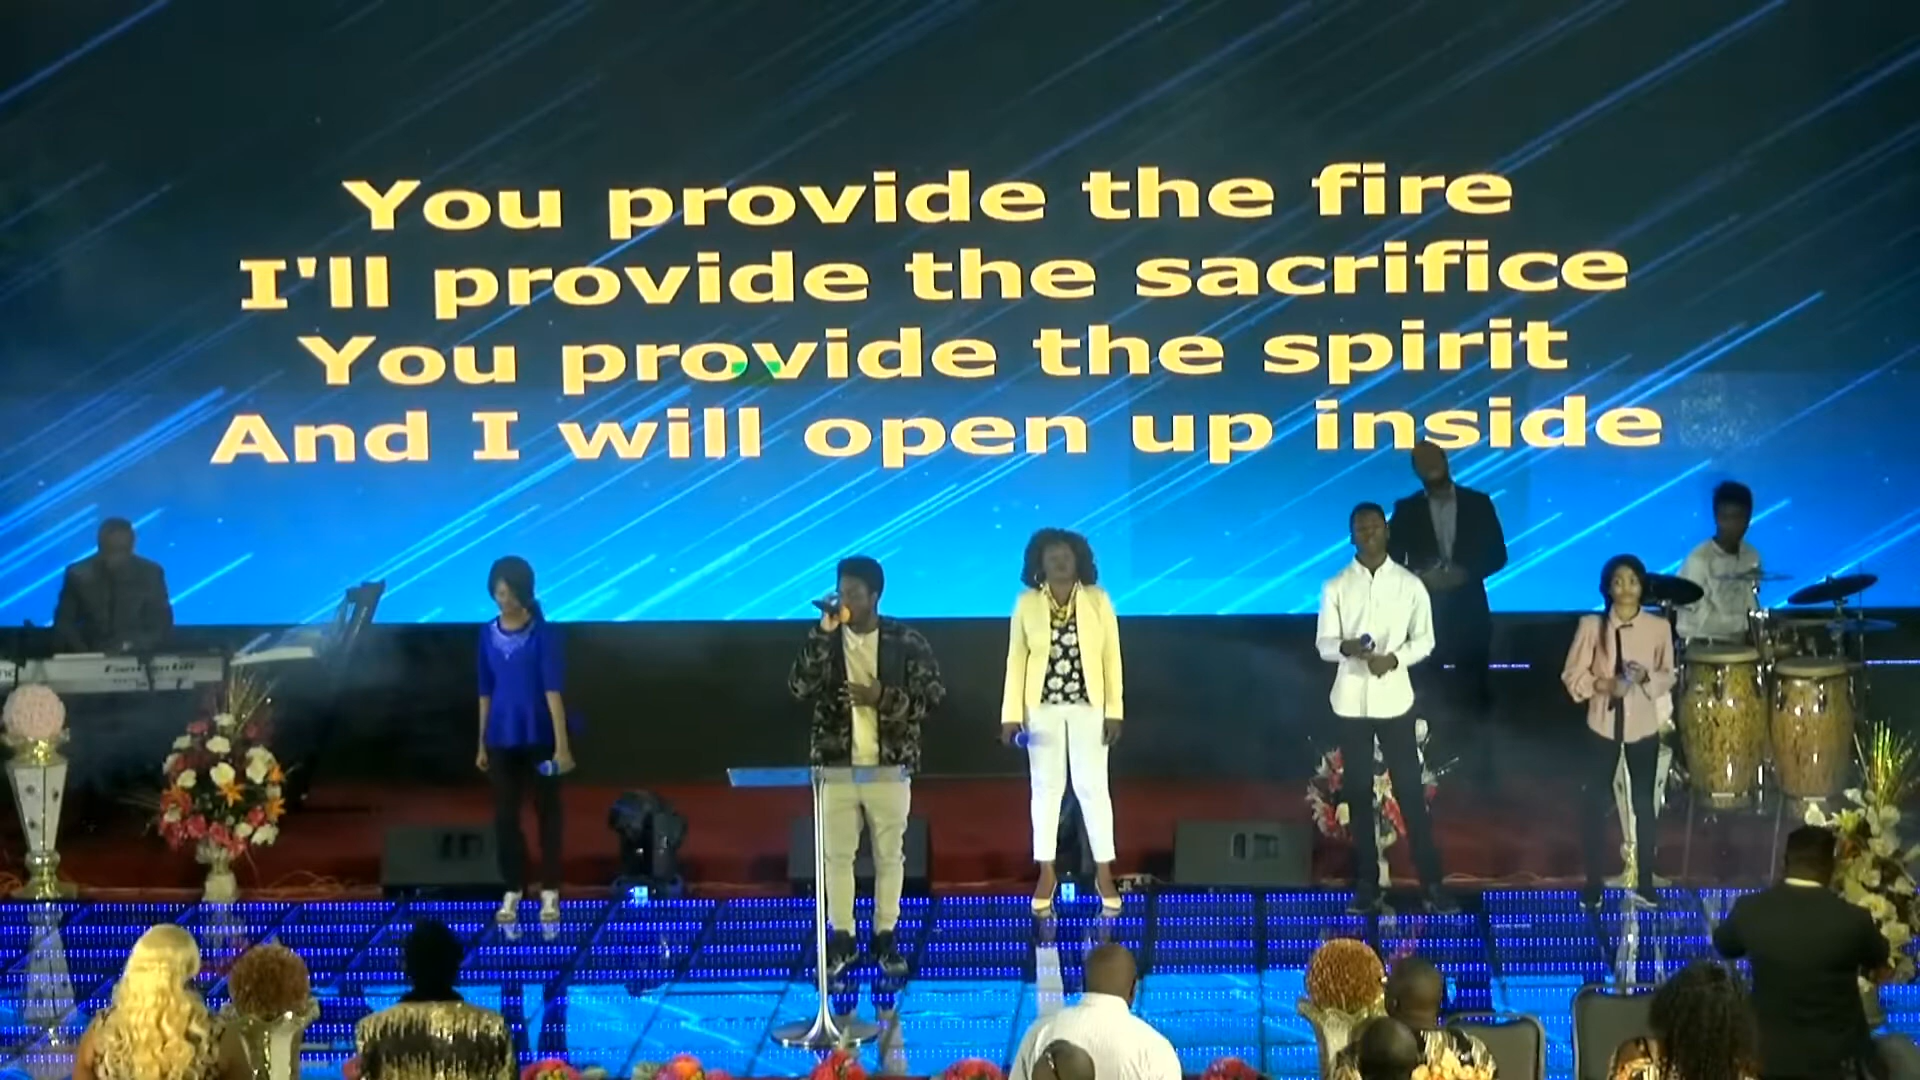 You provide the fire
I'll provide the sacrifice
You provide the spirit
And I will open up inside